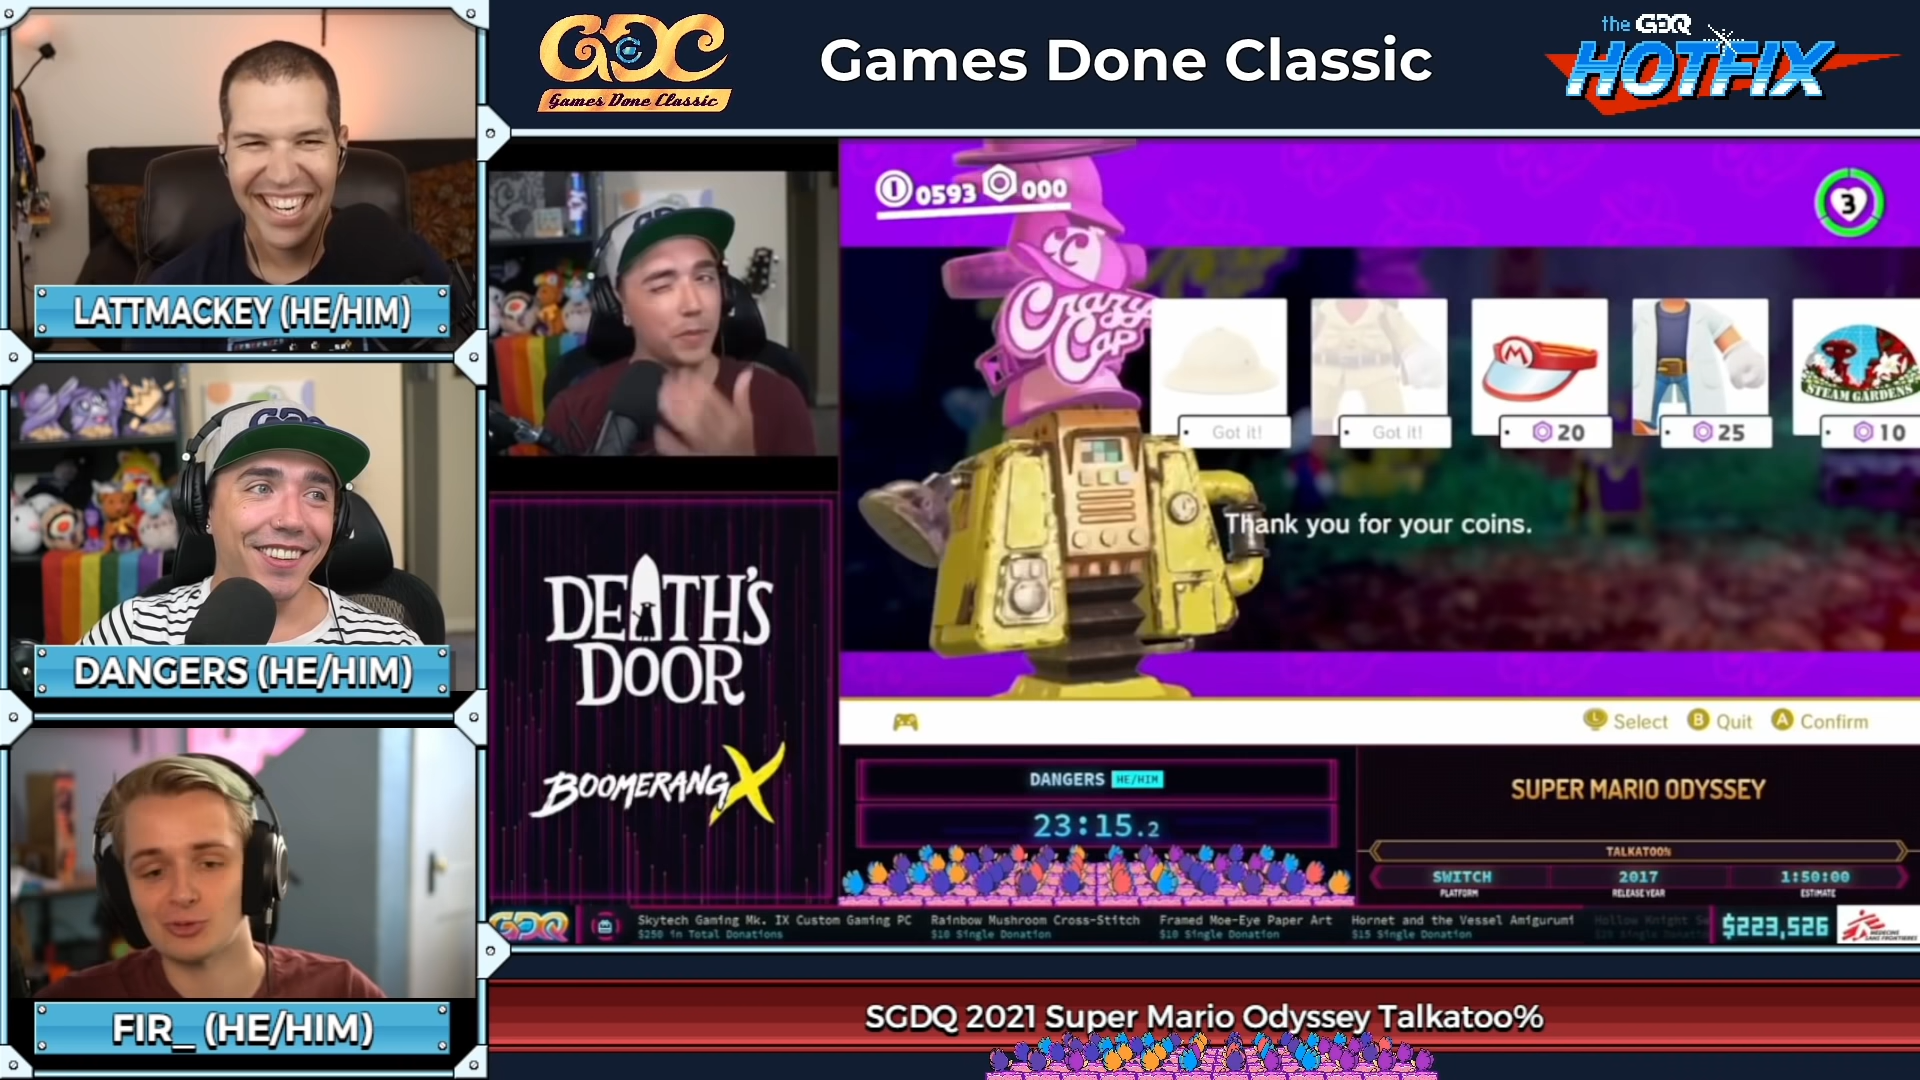 GDC
Games Done Classic
Games Done Classic
the GDQ
HOTFIX
LATTMACKEY (HE/HIM)
DANGERS (HE/HIM)
FIR_ (HE/HIM)
0593 000
3
Crazy Cap
STEAM GARDENS
Got it!
Got it!
20
25
10
Thank you for your coins.
L Select B Quit A Confirm
DEATH'S DOOR
BOOMERANG X
DANGERS HE/HIM
23:15.2
SUPER MARIO ODYSSEY
TALKATOO%
SWITCH 2017 1:50:00
PLATFORM RELEASE YEAR ESTIMATE
GDQ
Skytech Gaming Mk. IX Custom Gaming PC
$250 in Total Donations
Rainbow Mushroom Cross-Stitch
$10 Single Donation
Framed Moe-Eye Paper Art
$10 Single Donation
Hornet and the Vessel Amigurumi
$15 Single Donation
$223,526
SGDQ 2021 Super Mario Odyssey Talkatoo%